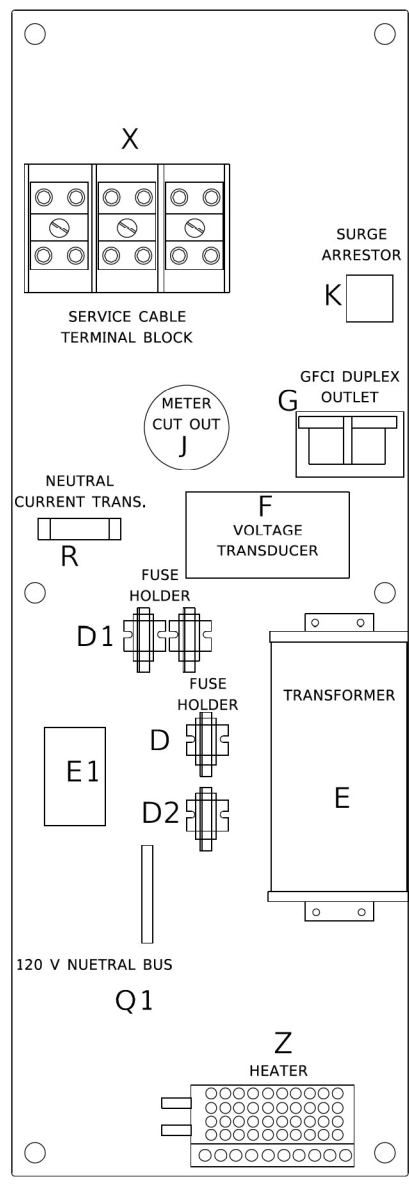 X
SURGE
ARRESTOR
K
SERVICE CABLE
TERMINAL BLOCK
GFCI DUPLEX
OUTLET
G
METER
CUT OUT
J
NEUTRAL
CURRENT TRANS.
R
F
VOLTAGE
TRANSDUCER
FUSE
HOLDER
D1
FUSE
HOLDER
TRANSFORMER
D
E1
E
D2
120 V NUETRAL BUS
Q1
Z
HEATER